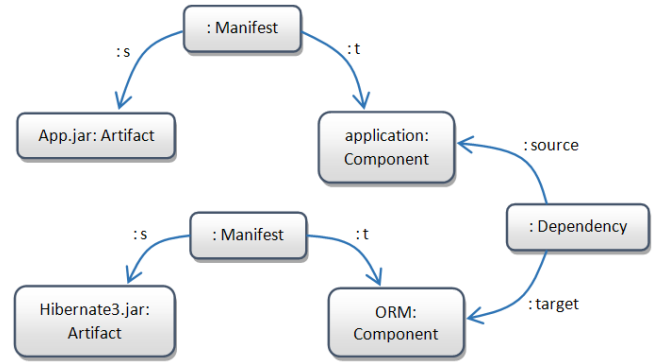 : Manifest
: s
: t
App.jar: Artifact
application:
Component
: source
: Dependency
: s
: Manifest
: t
Hibernate3.jar:
Artifact
ORM:
Component
: target